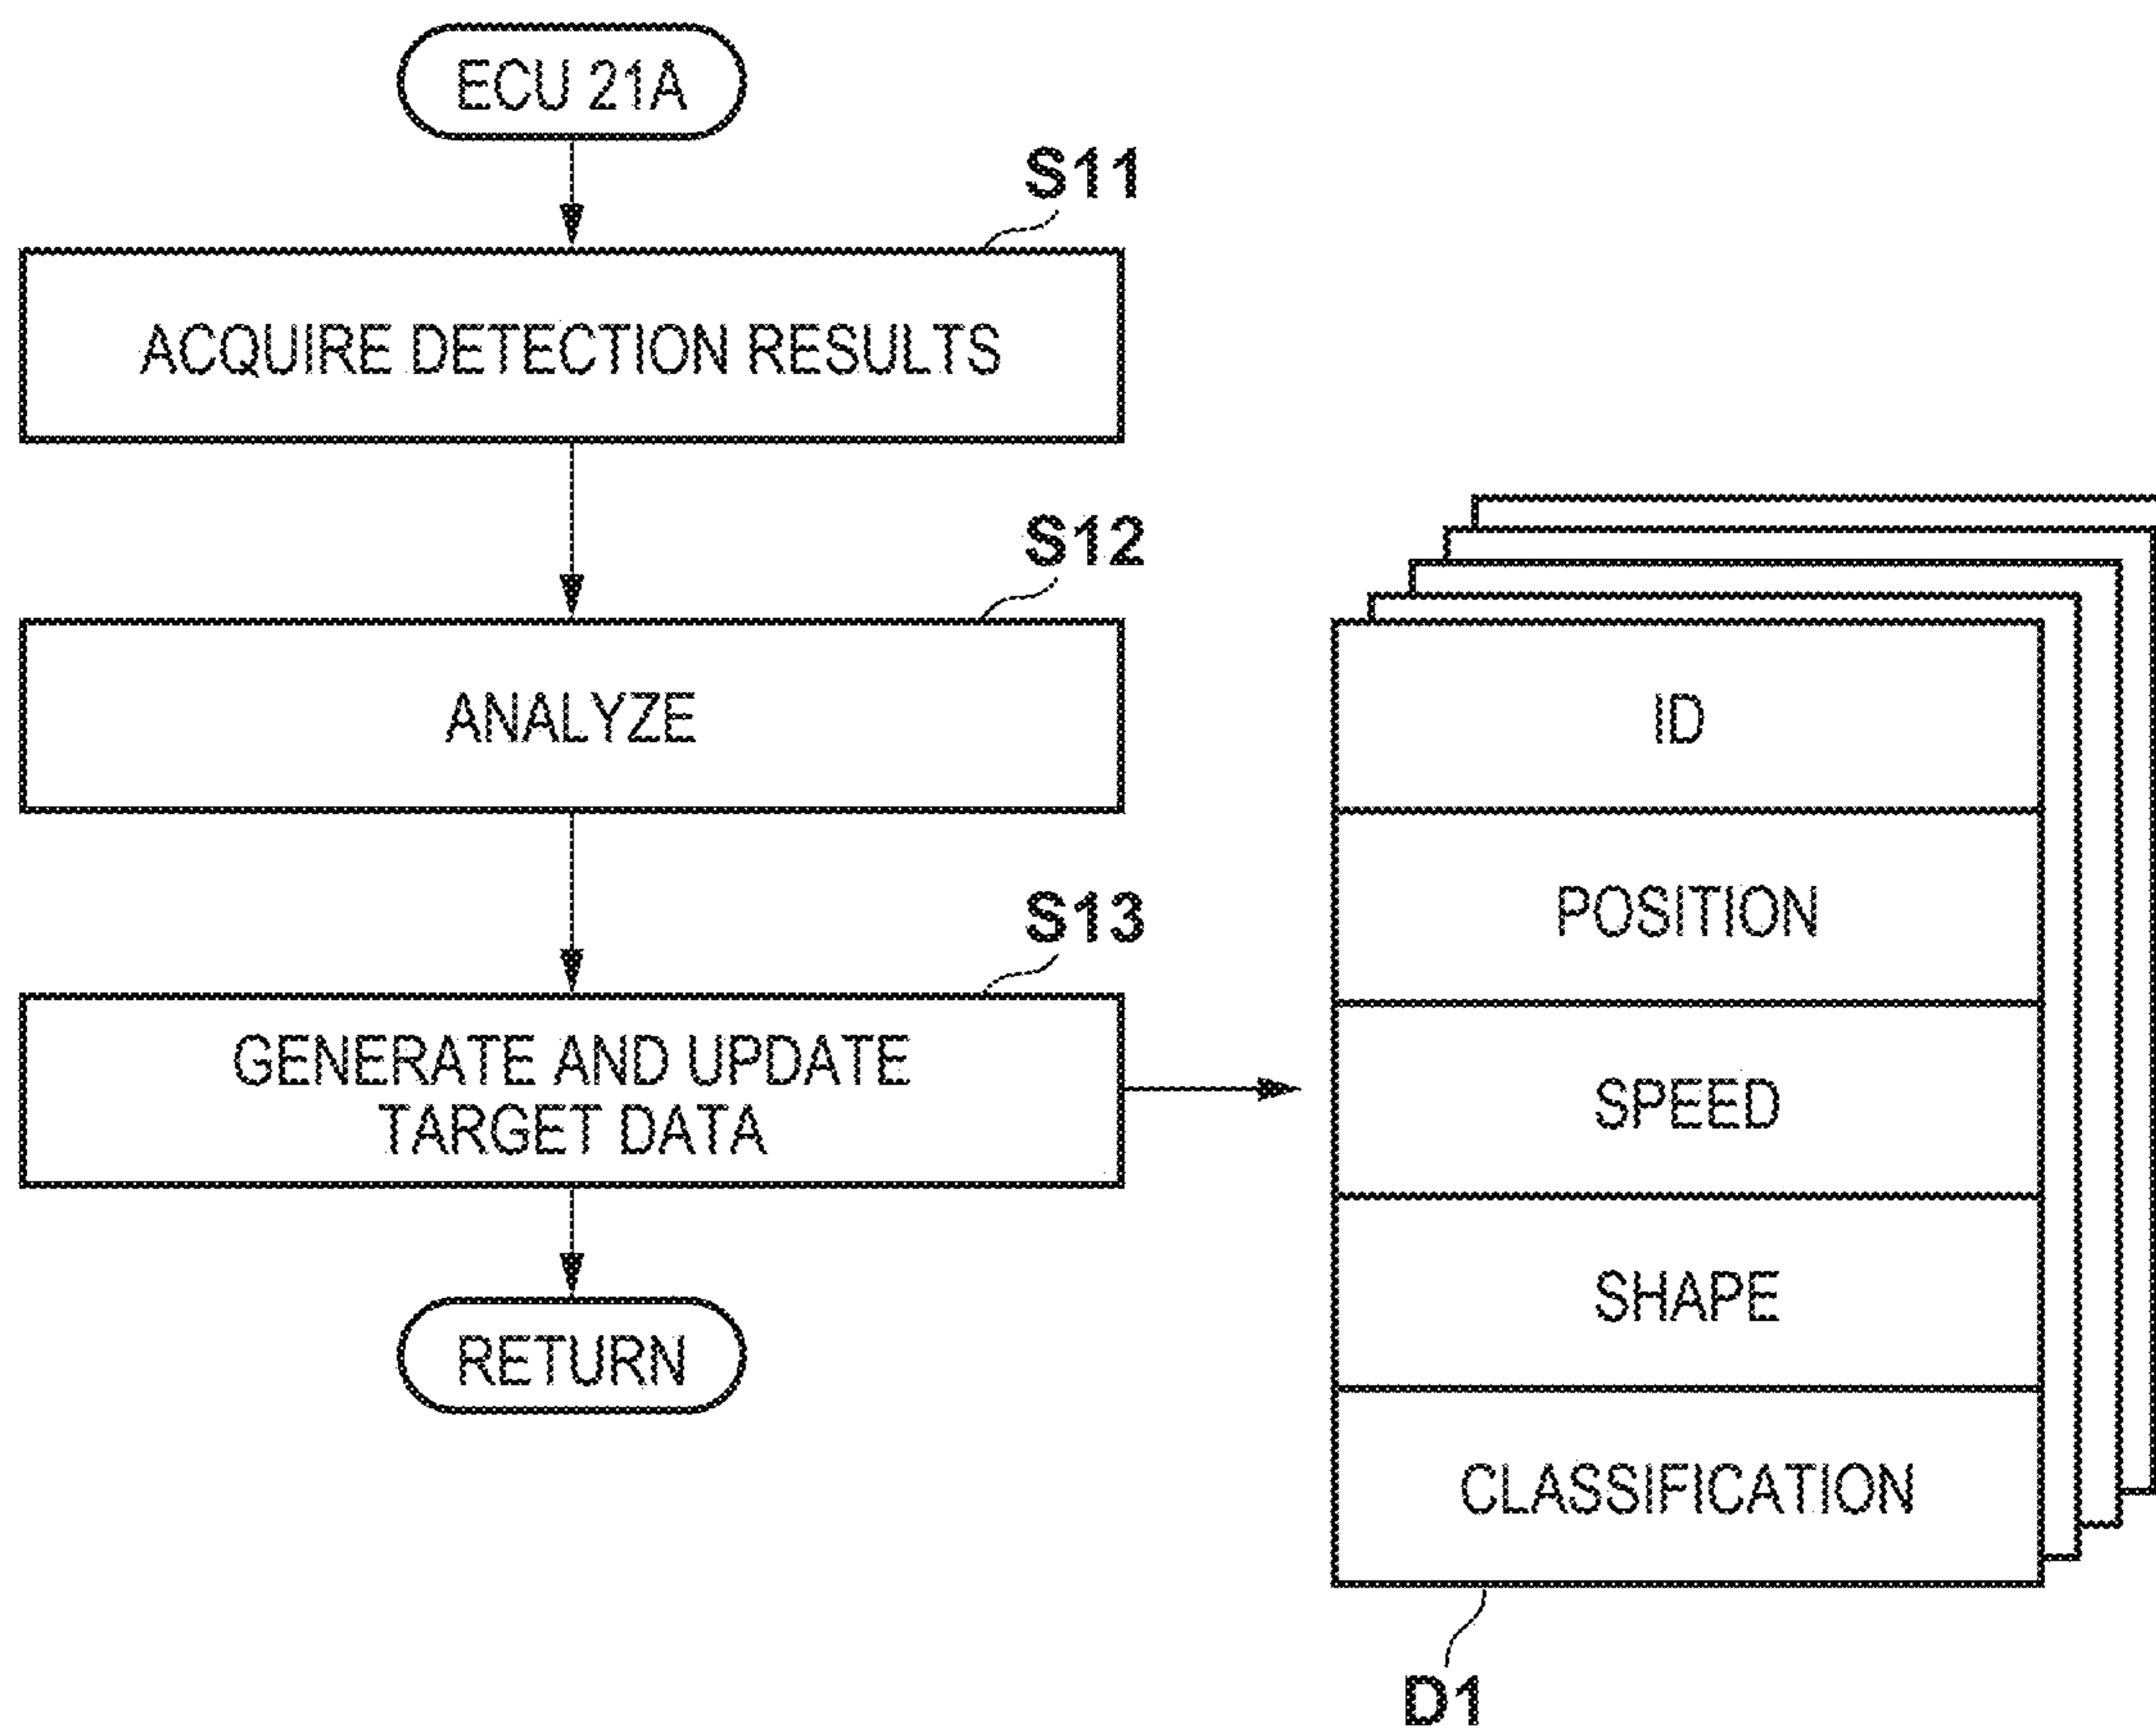 ECU 21A
S11
ACQUIRE DETECTION RESULTS
S12
ANALYZE
S13
GENERATE AND UPDATE
TARGET DATA
RETURN
ID
POSITION
SPEED
SHAPE
CLASSIFICATION
D1